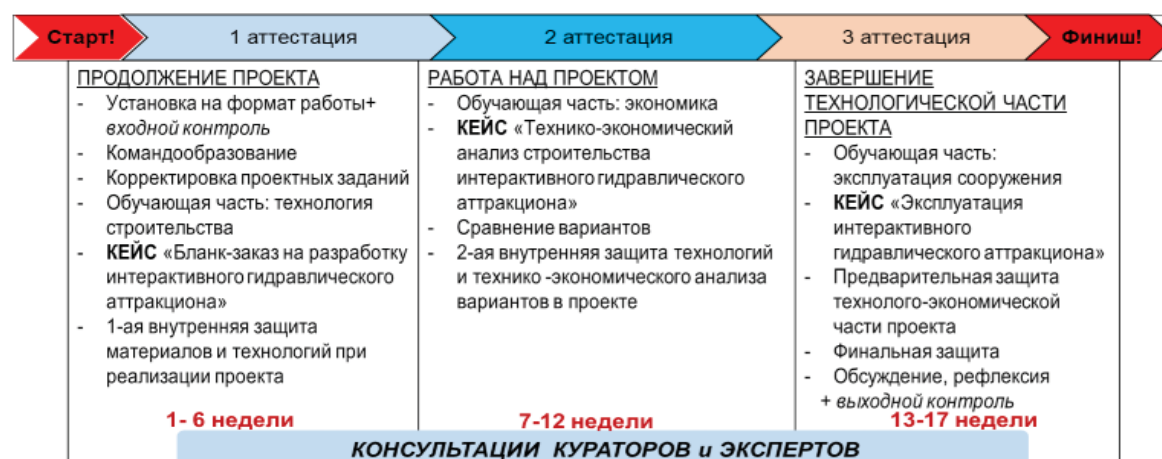 Старт!
1 аттестация
2 аттестация
3 аттестация
Финиш!
ПРОДОЛЖЕНИЕ ПРОЕКТА
- Установка на формат работы+
входной контроль
- Командообразование
- Корректировка проектных заданий
- Обучающая часть: технология
строительства
- КЕЙС «Бланк-заказ на разработку
интерактивного гидравлического
аттракциона»
- 1-ая внутренняя защита
материалов и технологий при
реализации проекта
1- 6 недели
РАБОТА НАД ПРОЕКТОМ
- Обучающая часть: экономика
- КЕЙС «Технико-экономический
анализ строительства
интерактивного гидравлического
аттракциона»
- Сравнение вариантов
- 2-ая внутренняя защита технологий
и технико -экономического анализа
вариантов в проекте
7-12 недели
ЗАВЕРШЕНИЕ
ТЕХНОЛОГИЧЕСКОЙ ЧАСТИ
ПРОЕКТА
- Обучающая часть:
эксплуатация сооружения
- КЕЙС «Эксплуатация
интерактивного
гидравлического аттракциона»
- Предварительная защита
технолого-экономической
части проекта
- Финальная защита
- Обсуждение, рефлексия
+ выходной контроль
13-17 недели
КОНСУЛЬТАЦИИ КУРАТОРОВ и ЭКСПЕРТОВ